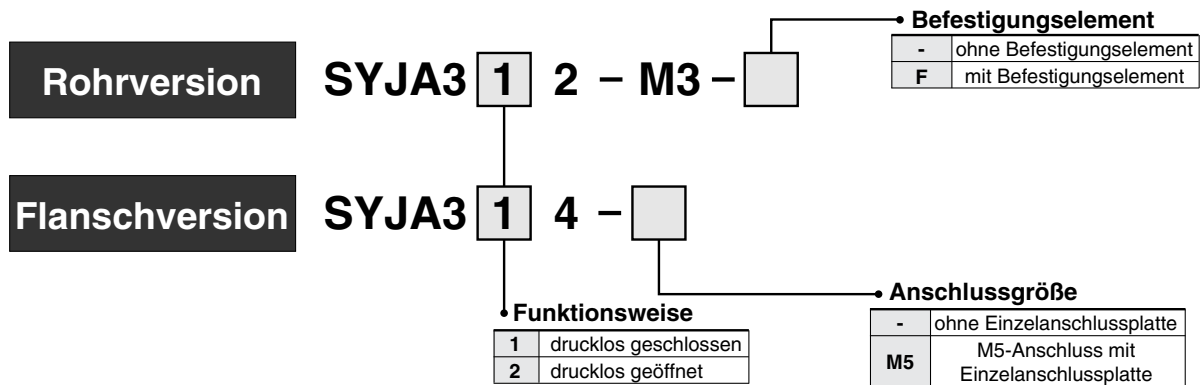 Befestigungselement
- ohne Befestigungselement
F mit Befestigungselement
Rohrversion SYJA3 1 2 – M3 –
Flanschversion SYJA3 1 4 –
Funktionsweise
1 drucklos geschlossen
2 drucklos geöffnet
Anschlussgröße
- ohne Einzelanschlussplatte
M5 M5-Anschluss mit
Einzelanschlussplatte